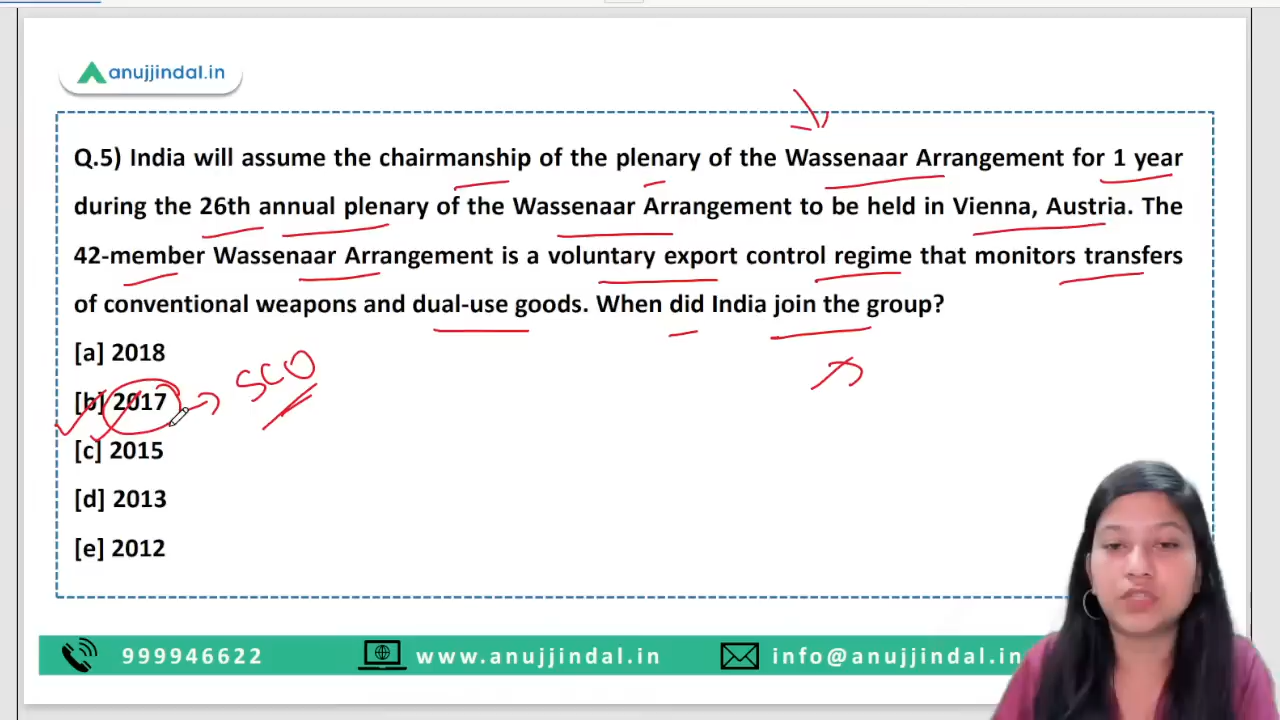 anujjindal.in
Q.5) India will assume the chairmanship of the plenary of the Wassenaar Arrangement for 1 year
during the 26th annual plenary of the Wassenaar Arrangement to be held in Vienna, Austria. The
42-member Wassenaar Arrangement is a voluntary export control regime that monitors transfers
of conventional weapons and dual-use goods. When did India join the group?
[a] 2018
[b] 2017
SCO
[c] 2015
[d] 2013
[e] 2012
999946622
www.anujjindal.in
info@anujjindal.in